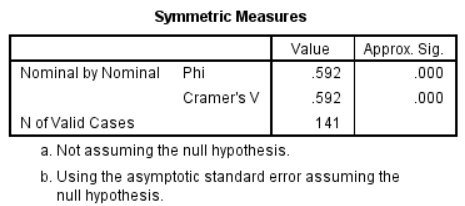 Symmetric Measures
Value Approx. Sig.
Nominal by Nominal Phi .592 .000
Cramer's V .592 .000
N of Valid Cases 141
a. Not assuming the null hypothesis.
b. Using the asymptotic standard error assuming the
null hypothesis.